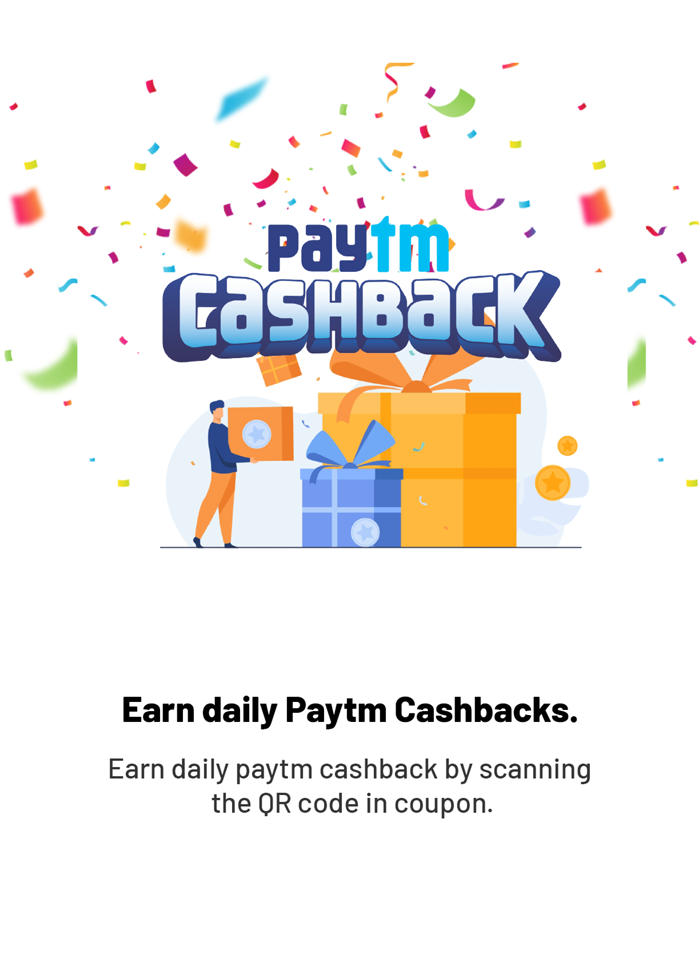 paytm
CASHBACK
Earn daily Paytm Cashbacks.
Earn daily paytm cashback by scanning
the QR code in coupon.